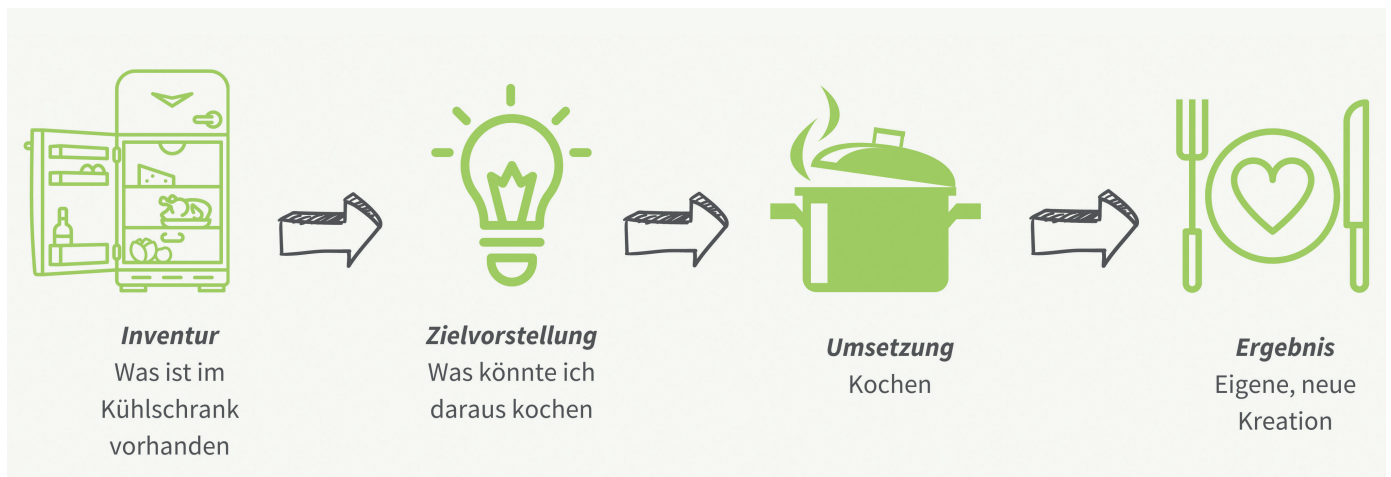 Inventur
Was ist im
Kühlschrank
vorhanden
Zielvorstellung
Was könnte ich
daraus kochen
Umsetzung
Kochen
Ergebnis
Eigene, neue
Kreation